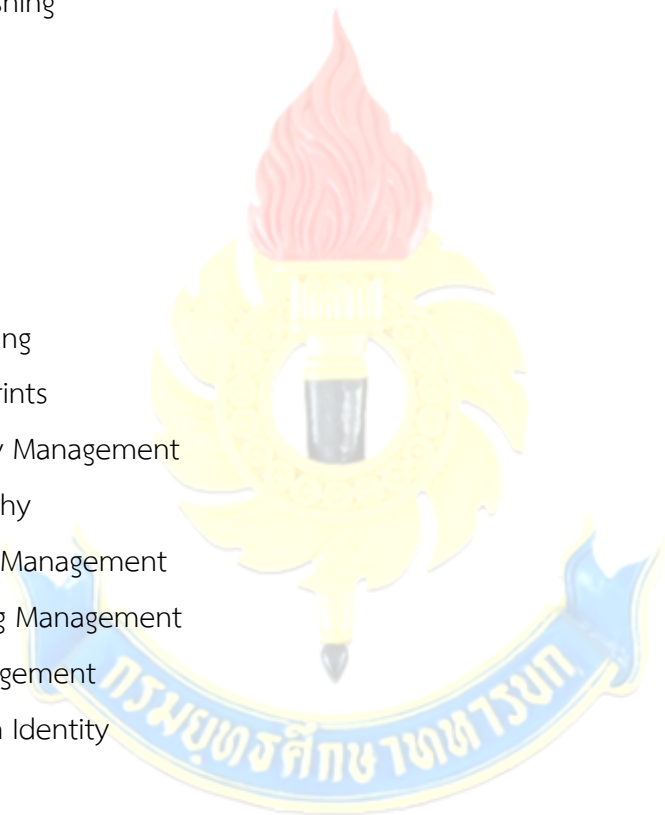 shing
ng
rints
y Management
hy
Management
g Management
gement
n Identity
กรมยุทธศึกษาทหารบก